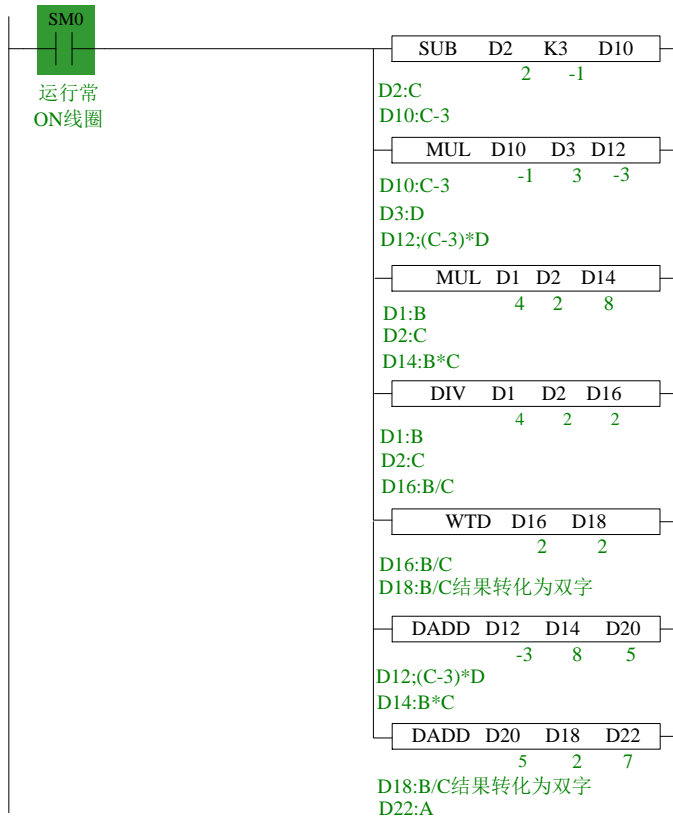 SM0
运行常
ON线圈
SUB D2 K3 D10
2 -1
D2:C
D10:C-3
MUL D10 D3 D12
-1 3 -3
D10:C-3
D3:D
D12;(C-3)*D
MUL D1 D2 D14
4 2 8
D1:B
D2:C
D14:B*C
DIV D1 D2 D16
4 2 2
D1:B
D2:C
D16:B/C
WTD D16 D18
2 2
D16:B/C
D18:B/C结果转化为双字
DADD D12 D14 D20
-3 8 5
D12;(C-3)*D
D14:B*C
DADD D20 D18 D22
5 2 7
D18:B/C结果转化为双字
D22:A